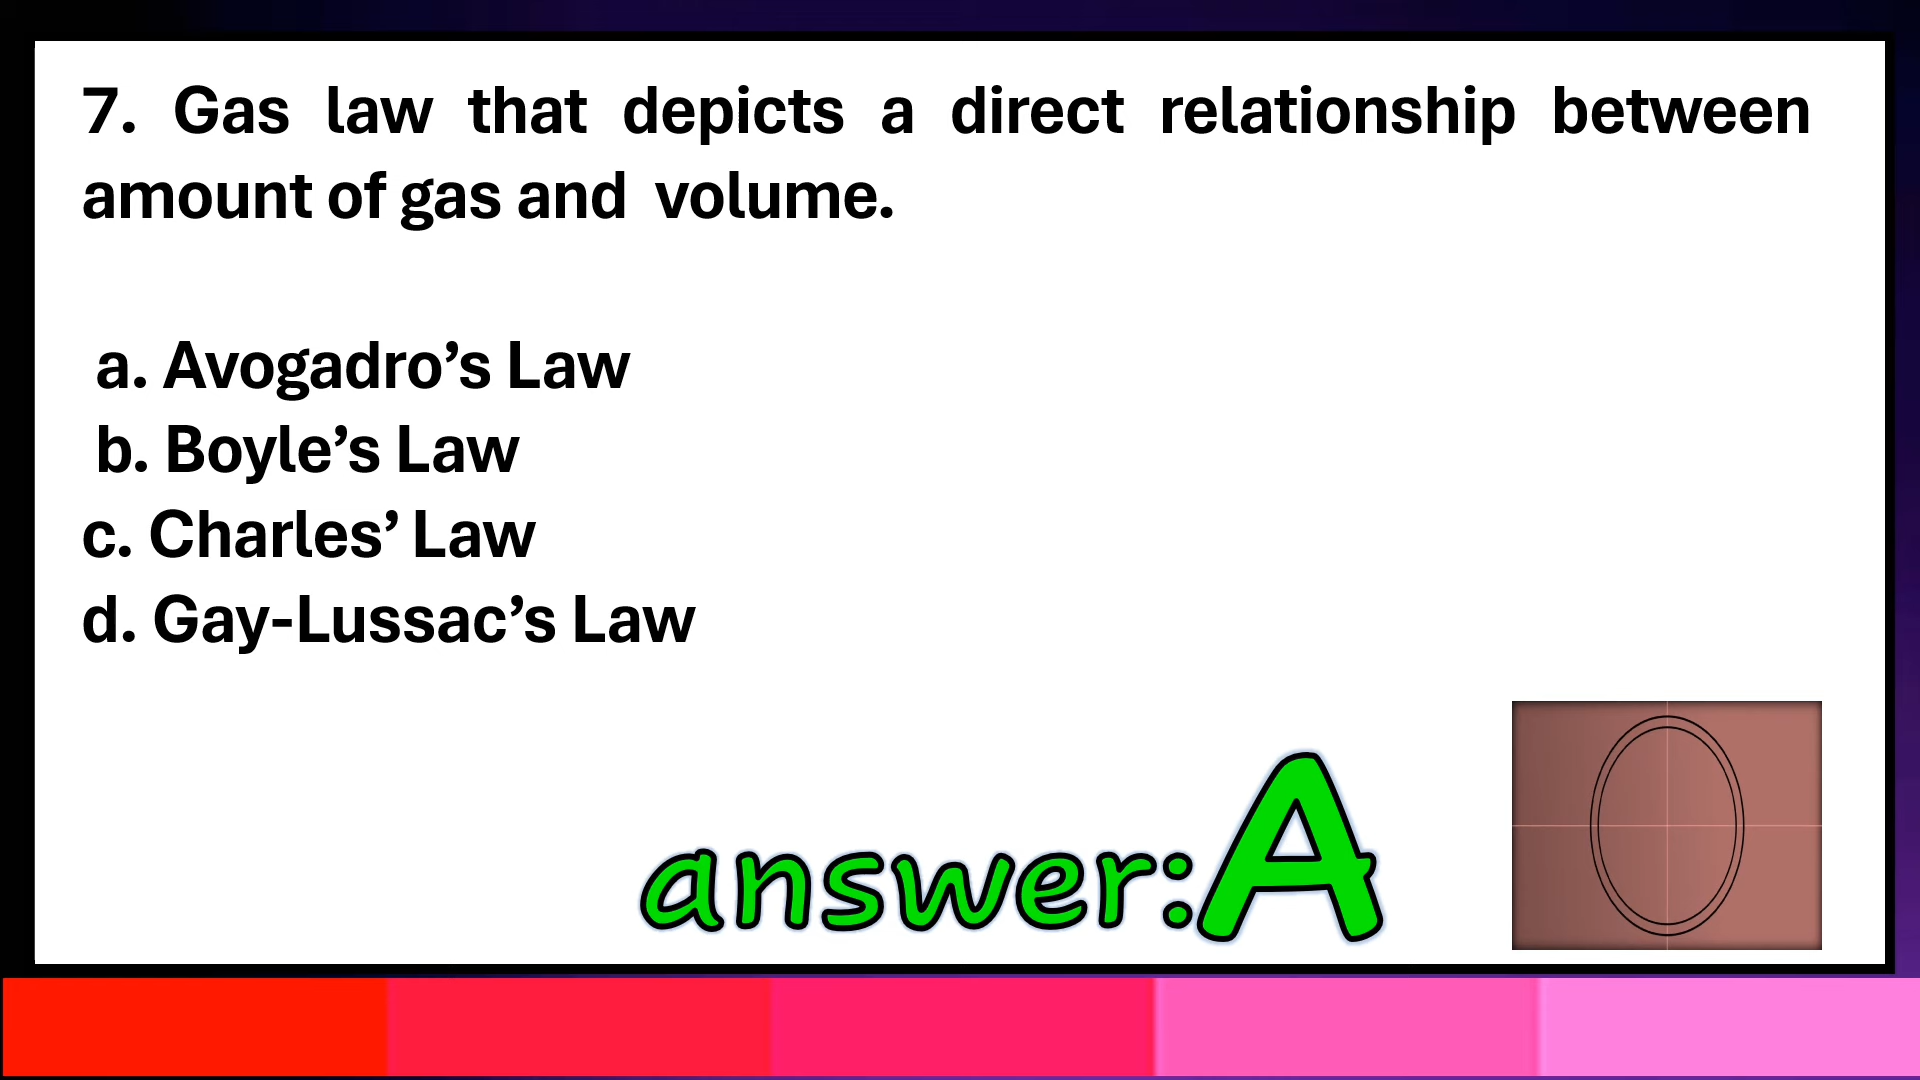 7. Gas law that depicts a direct relationship between
amount of gas and volume.
a. Avogadro’s Law
b. Boyle’s Law
c. Charles’ Law
d. Gay-Lussac’s Law
answer:A